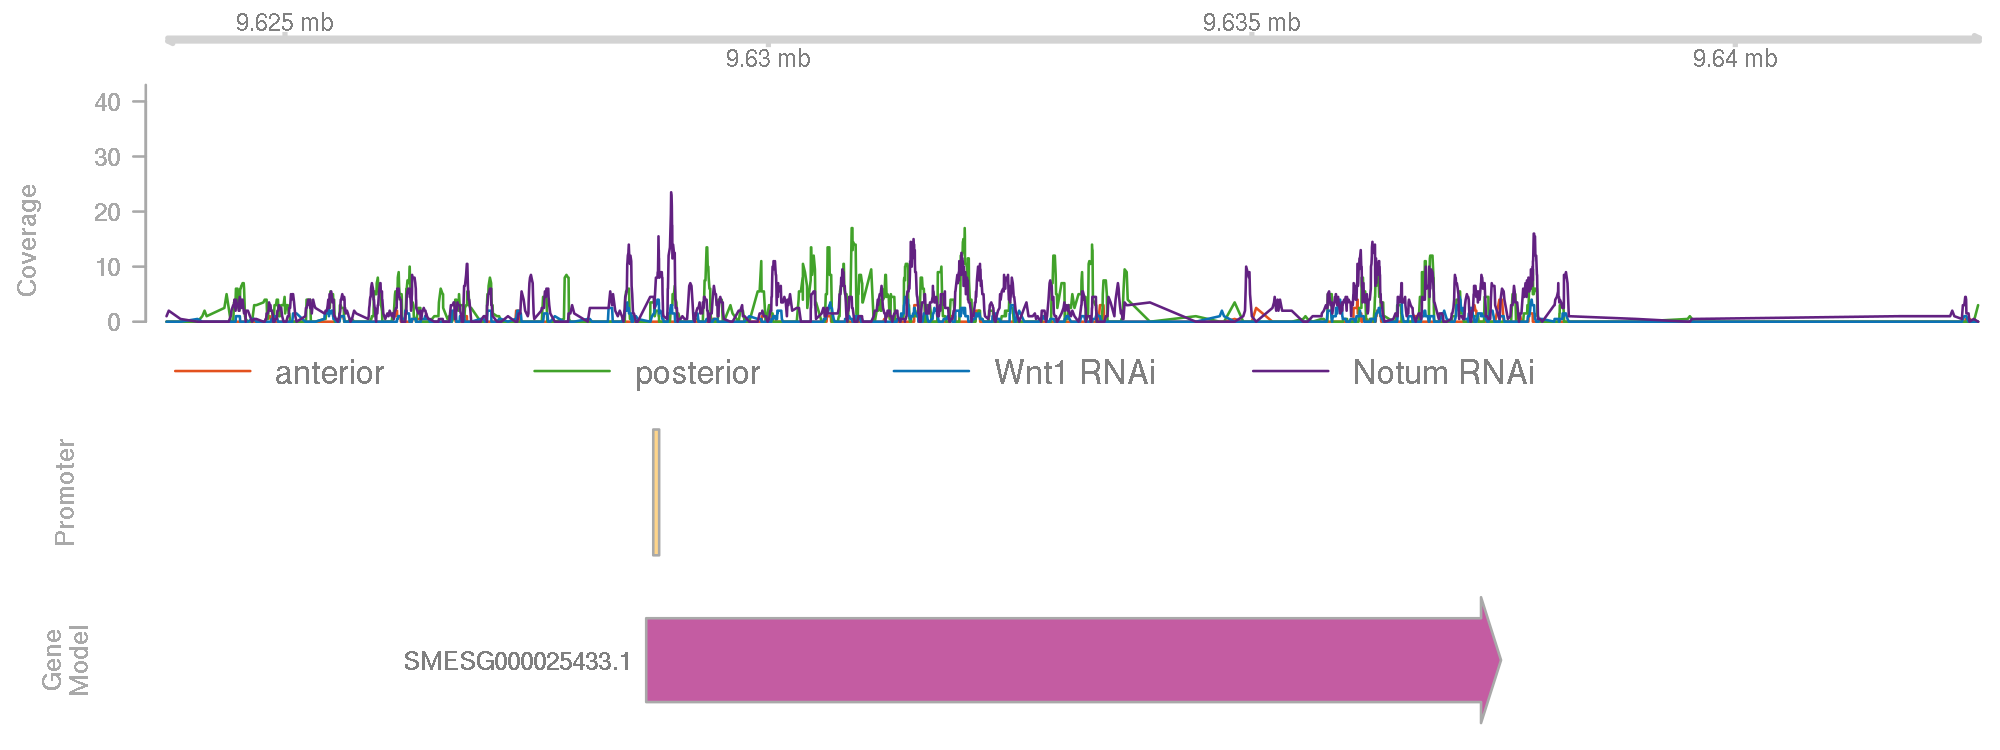 9.625 mb
9.635 mb
9.63 mb
9.64 mb
40
30
20
10
0
Coverage
anterior
posterior
Wnt1 RNAi
Notum RNAi
Promoter
Gene
Model
SMESG000025433.1